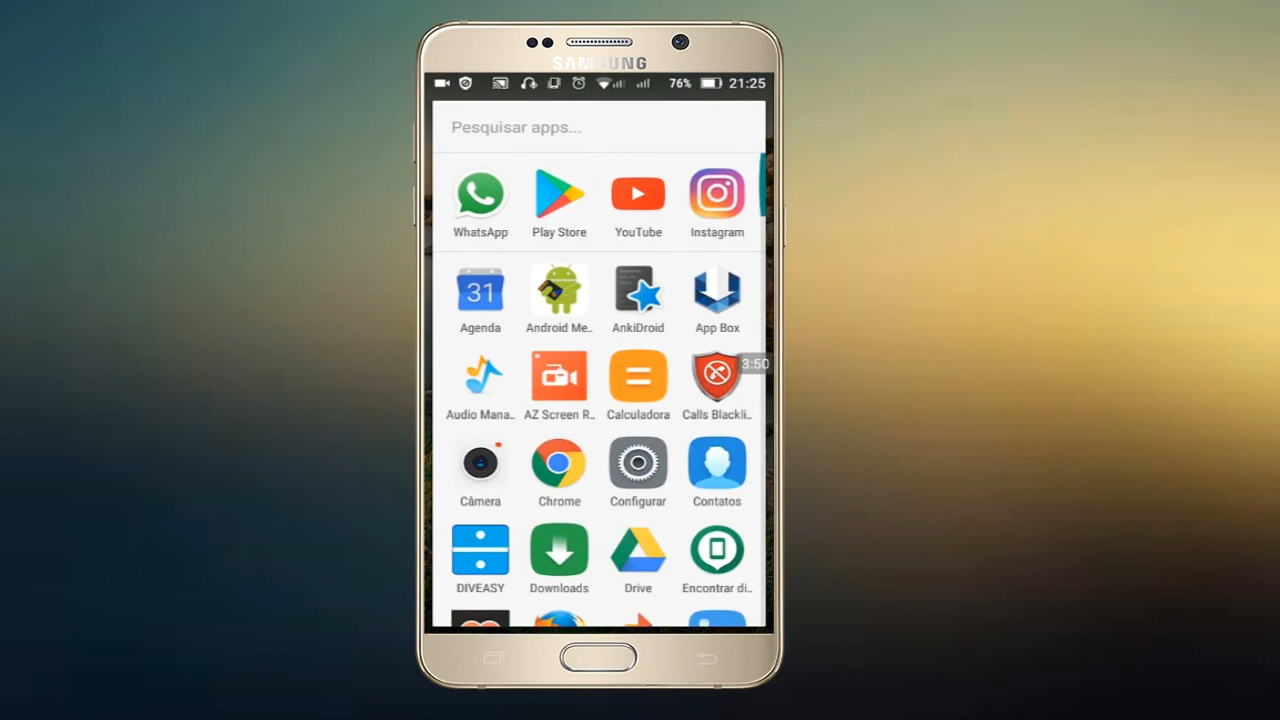 SAMSUNG
76% 21:25
Pesquisar apps...
WhatsApp Play Store YouTube Instagram
31
Agenda Android Me.. AnkiDroid App Box
3:50
Audio Mana.. AZ Screen R.. Calculadora Calls Blackli..
Câmera Chrome Configurar Contatos
DIVEASY Downloads Drive Encontrar di..